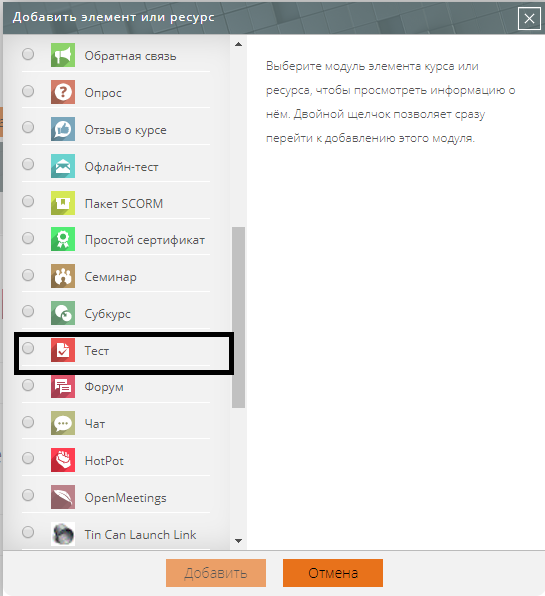 Добавить элемент или ресурс
Обратная связь
Опрос
Отзыв о курсе
Офлайн-тест
Пакет SCORM
Простой сертификат
Семинар
Субкурс
Тест
Форум
Чат
HotPot
OpenMeetings
Tin Can Launch Link
Выберите модуль элемента курса или
ресурса, чтобы просмотреть информацию о
нём. Двойной щелчок позволяет сразу
перейти к добавлению этого модуля.
Добавить
Отмена